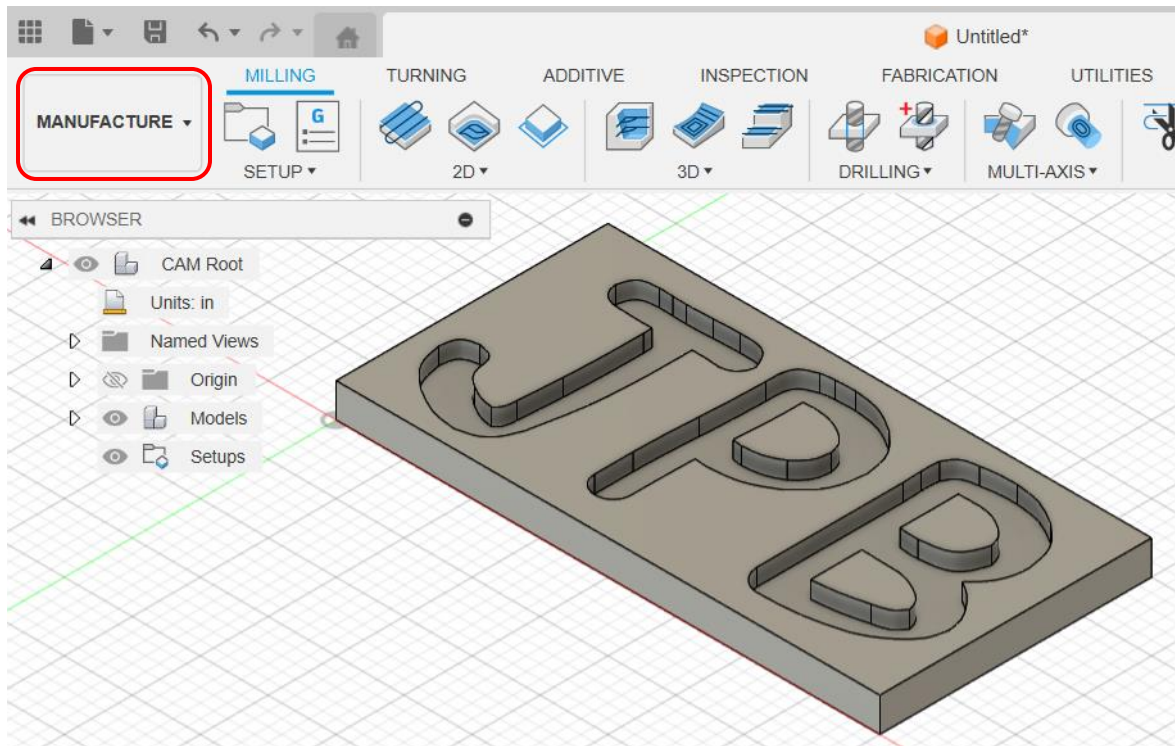 Untitled*
MILLING TURNING ADDITIVE INSPECTION FABRICATION UTILITIES
MANUFACTURE
G
SETUP 2D 3D DRILLING MULTI-AXIS
BROWSER
CAM Root
Units: in
Named Views
Origin
Models
Setups
JPB